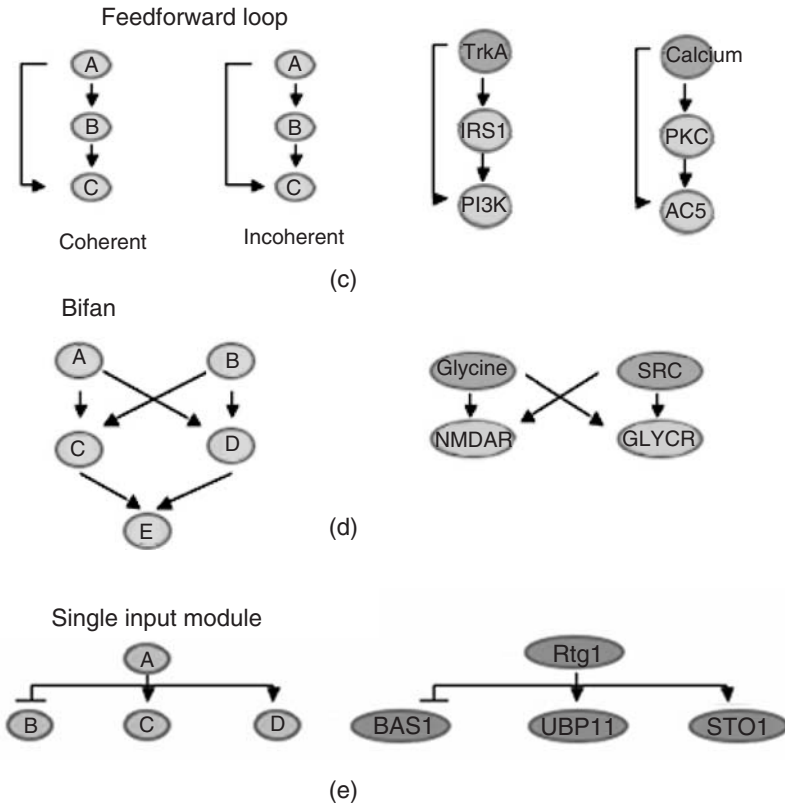 Feedforward loop
A
B
C
Coherent
A
B
C
Incoherent
TrkA
IRS1
PI3K
Calcium
PKC
AC5
(c)
Bifan
A
B
C
D
E
Glycine
SRC
NMDAR
GLYCR
(d)
Single input module
A
B
C
D
Rtg1
BAS1
UBP11
STO1
(e)